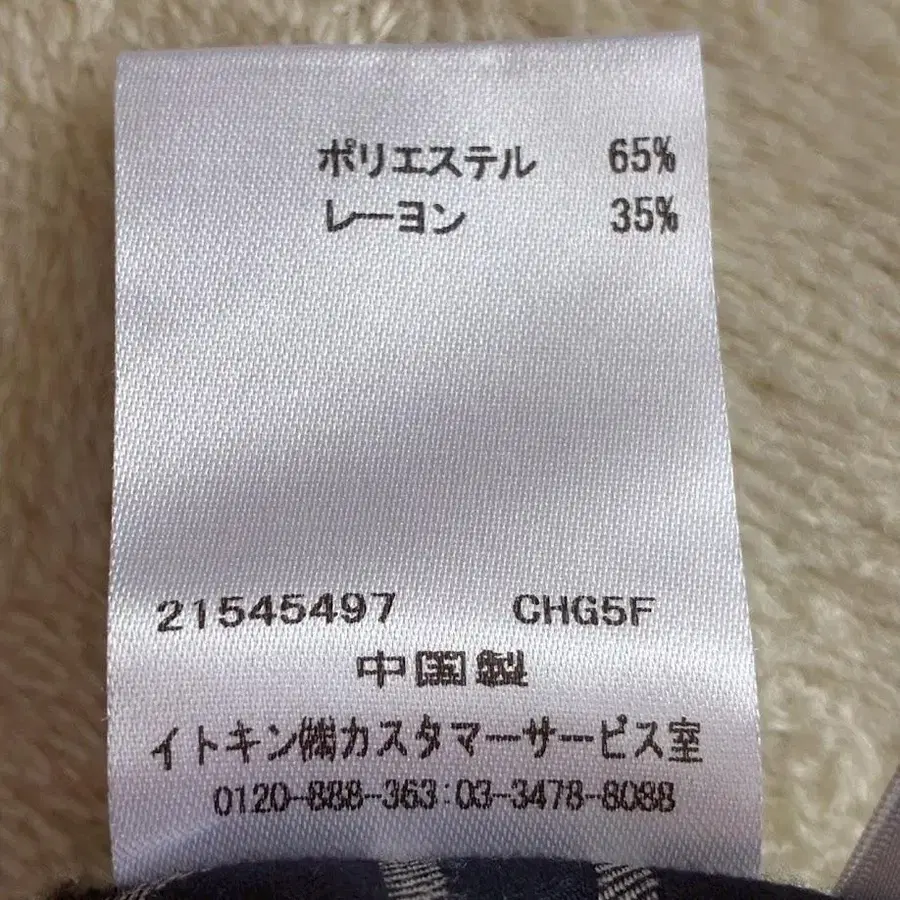 ポリエステル 65%
レーヨン 35%
21545497 CHG5F
中国製
イトキン㈱カスタマーサービス室
0120-888-363:03-3478-8088